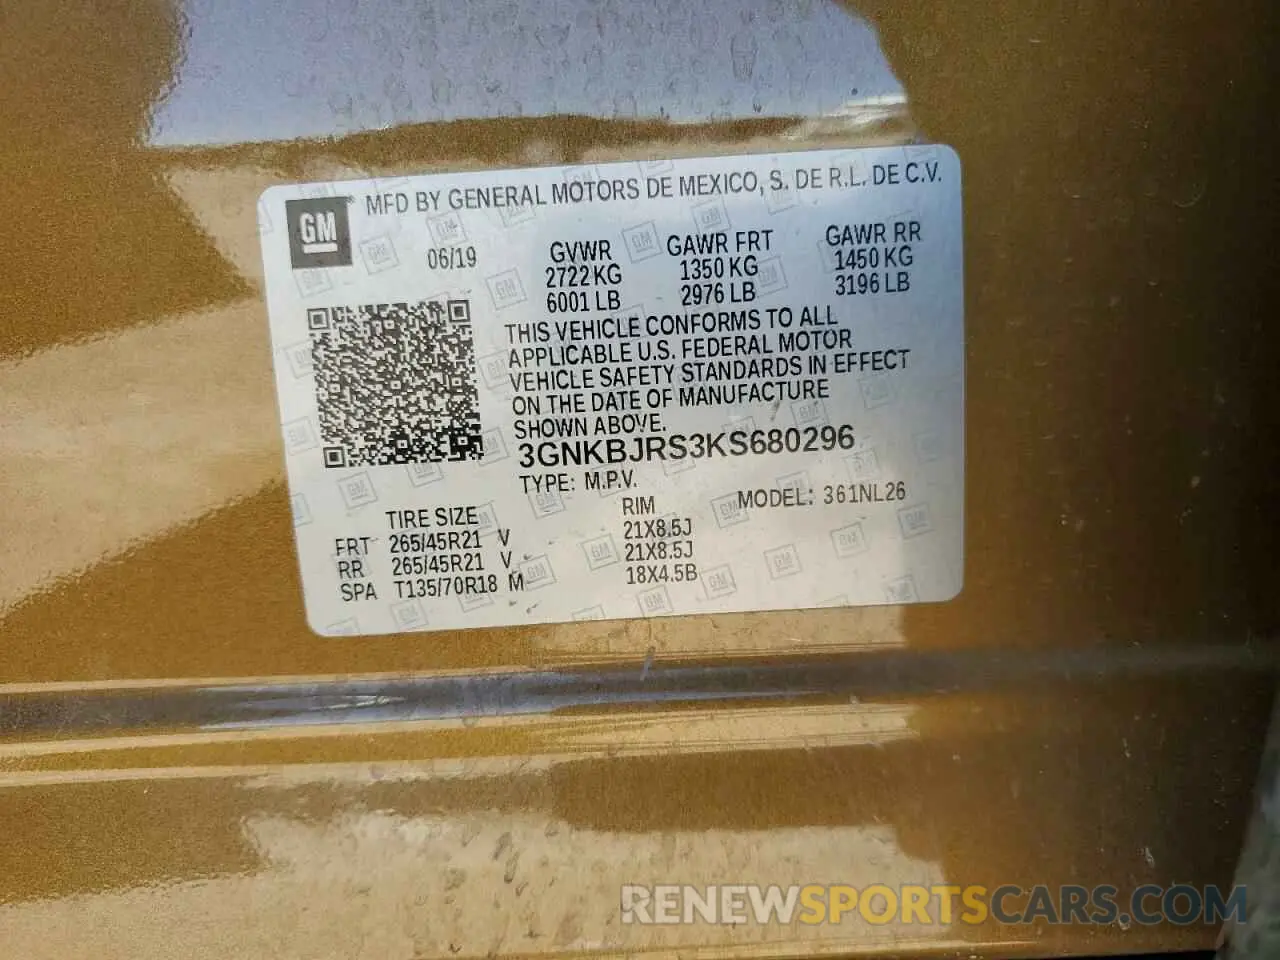 GM
MFD BY GENERAL MOTORS DE MEXICO, S. DE R.L. DE C.V.
06/19
GVWR GAWR FRT GAWR RR
2722 KG 1350 KG 1450 KG
6001 LB 2976 LB 3196 LB
THIS VEHICLE CONFORMS TO ALL
APPLICABLE U.S. FEDERAL MOTOR
VEHICLE SAFETY STANDARDS IN EFFECT
ON THE DATE OF MANUFACTURE
SHOWN ABOVE.
3GNKBJRS3KS680296
TYPE: M.P.V.
MODEL: 361NL26
TIRE SIZE RIM
FRT 265/45R21 V 21X8.5J
RR 265/45R21 V 21X8.5J
SPA T135/70R18 M 18X4.5B
RENEWSPORTSCARS.COM